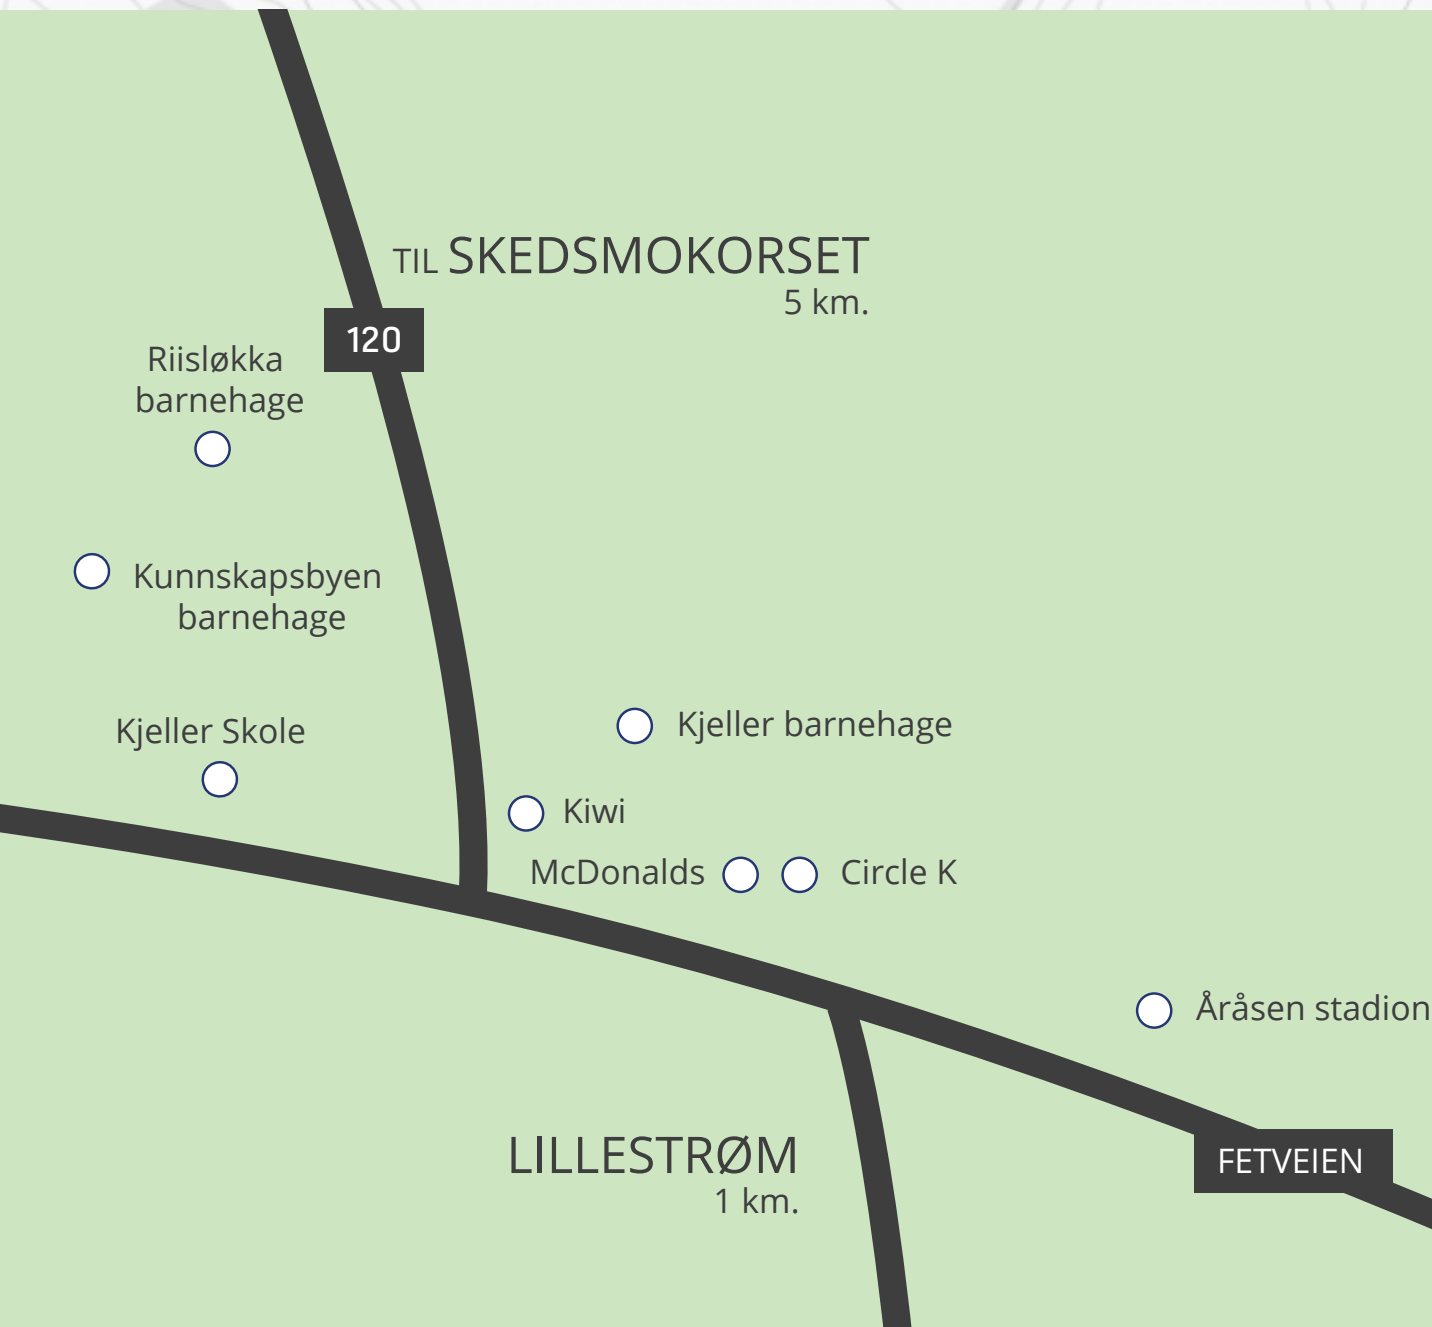 TIL SKEDSMOKORSET
5 km.
120
Riisløkka
barnehage
Kunnskapsbyen
barnehage
Kjeller Skole
Kjeller barnehage
Kiwi
McDonalds
Circle K
Åråsen stadion
LILLESTRØM
1 km.
FETVEIEN